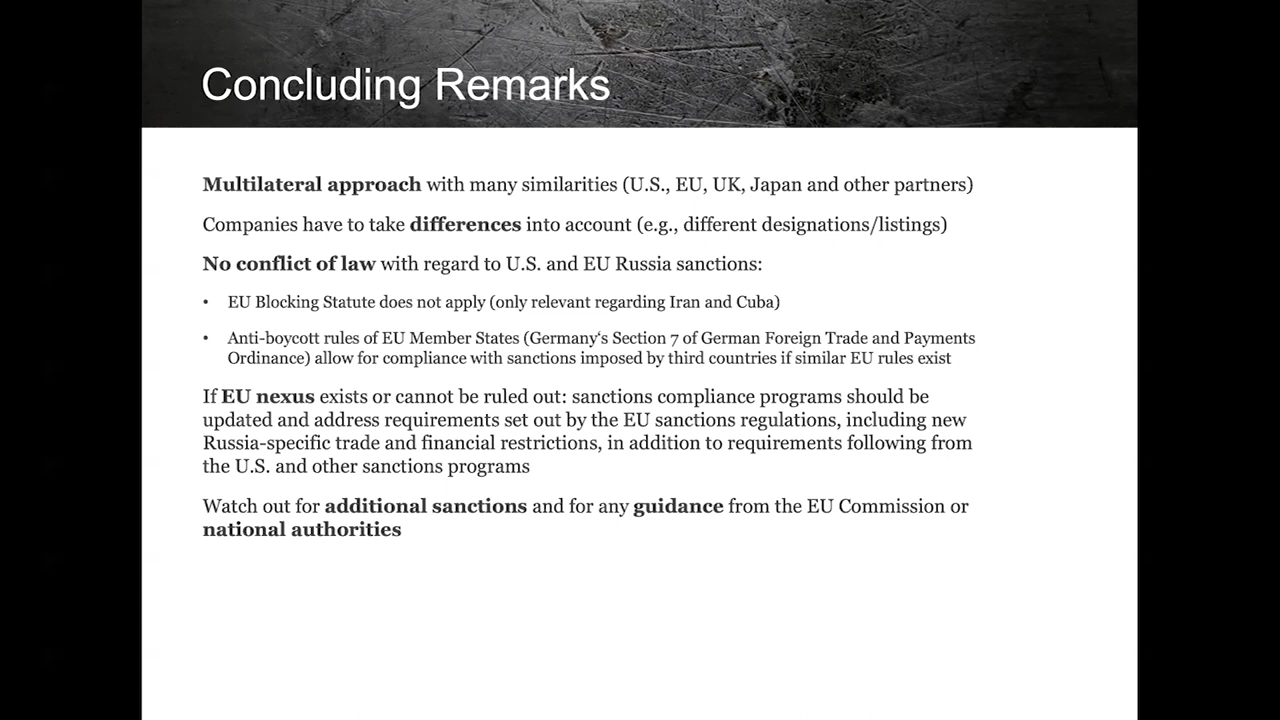 Concluding Remarks
Multilateral approach with many similarities (U.S., EU, UK, Japan and other partners)
Companies have to take differences into account (e.g., different designations/listings)
No conflict of law with regard to U.S. and EU Russia sanctions:
• EU Blocking Statute does not apply (only relevant regarding Iran and Cuba)
• Anti-boycott rules of EU Member States (Germany‘s Section 7 of German Foreign Trade and Payments
Ordinance) allow for compliance with sanctions imposed by third countries if similar EU rules exist
If EU nexus exists or cannot be ruled out: sanctions compliance programs should be
updated and address requirements set out by the EU sanctions regulations, including new
Russia-specific trade and financial restrictions, in addition to requirements following from
the U.S. and other sanctions programs
Watch out for additional sanctions and for any guidance from the EU Commission or
national authorities